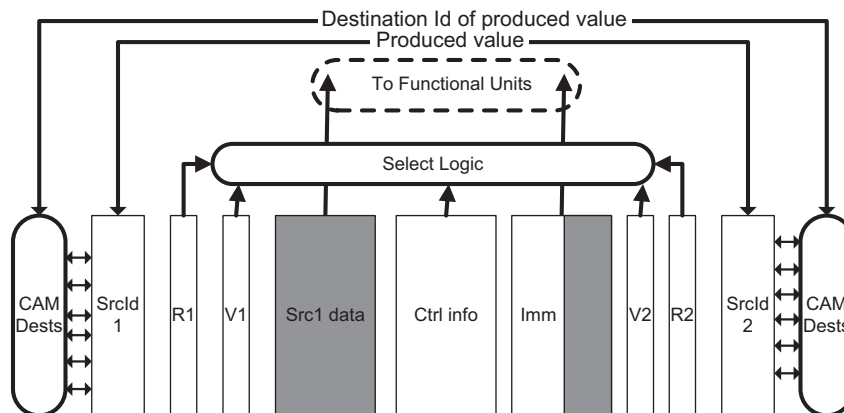 Destination Id of produced value
Produced value
To Functional Units
Select Logic
CAM
Dests
SrcId
1
R1
V1
Src1 data
Ctrl info
Imm
V2
R2
SrcId
2
CAM
Dests